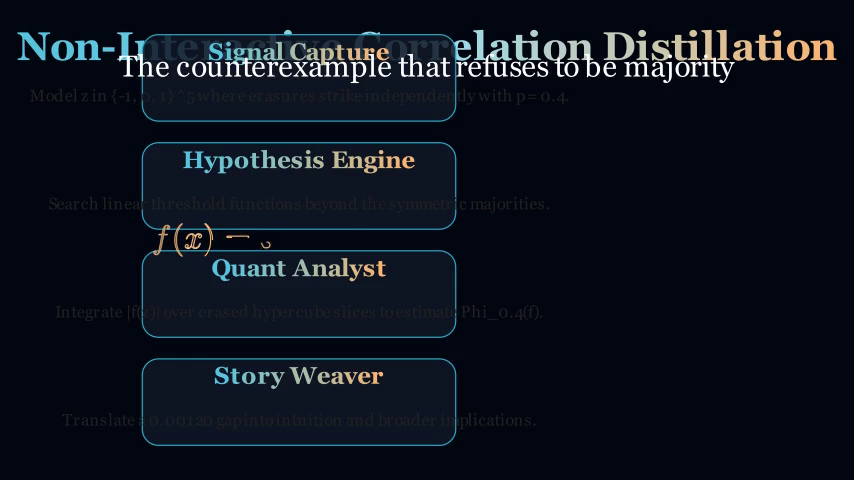 Non-Interactive Correlation Distillation
Signal Capture
The counterexample that refuses to be majority
Model z in {-1, 0, 1}^5 where erasures strike independently with p = 0.4.
Hypothesis Engine
Search linear threshold functions beyond the symmetric majorities.
f(x) =
Quant Analyst
Integrate |f(z)| over erased hypercube slices to estimate Phi_0.4(f).
Story Weaver
Translate a 0.00120 gap into intuition and broader implications.